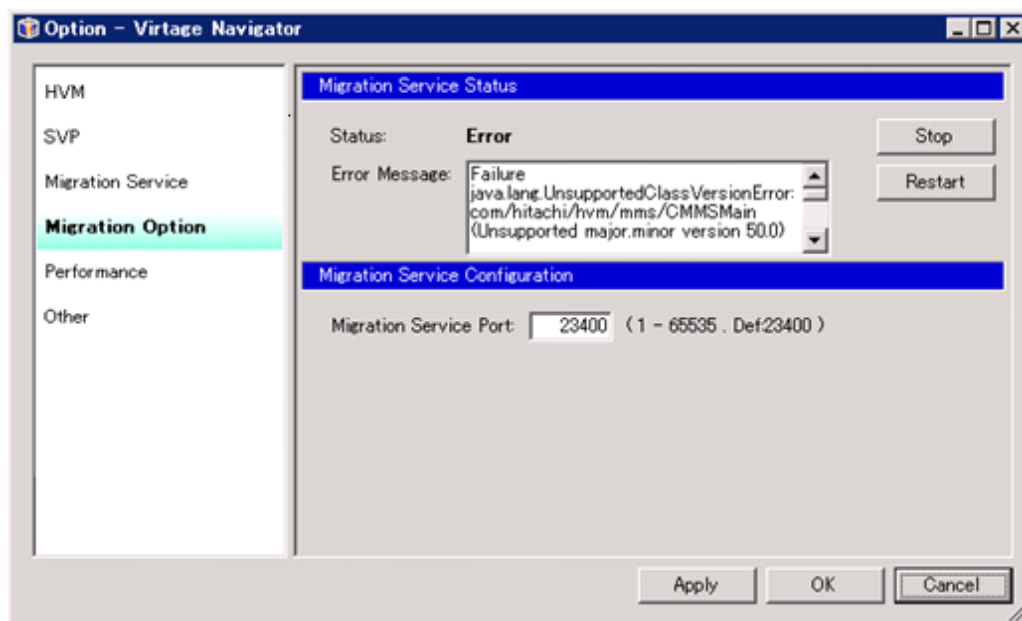 Option - Virtage Navigator
HVM
SVP
Migration Service
Migration Option
Performance
Other
Migration Service Status
Status: Error
Stop
Error Message: Failure
java.lang.UnsupportedClassVersionError:
com/hitachi/hvm/mms/CMMSMain
(Unsupported major.minor version 50.0)
Restart
Migration Service Configuration
Migration Service Port: 23400 ( 1 - 65535 . Def:23400 )
Apply OK Cancel